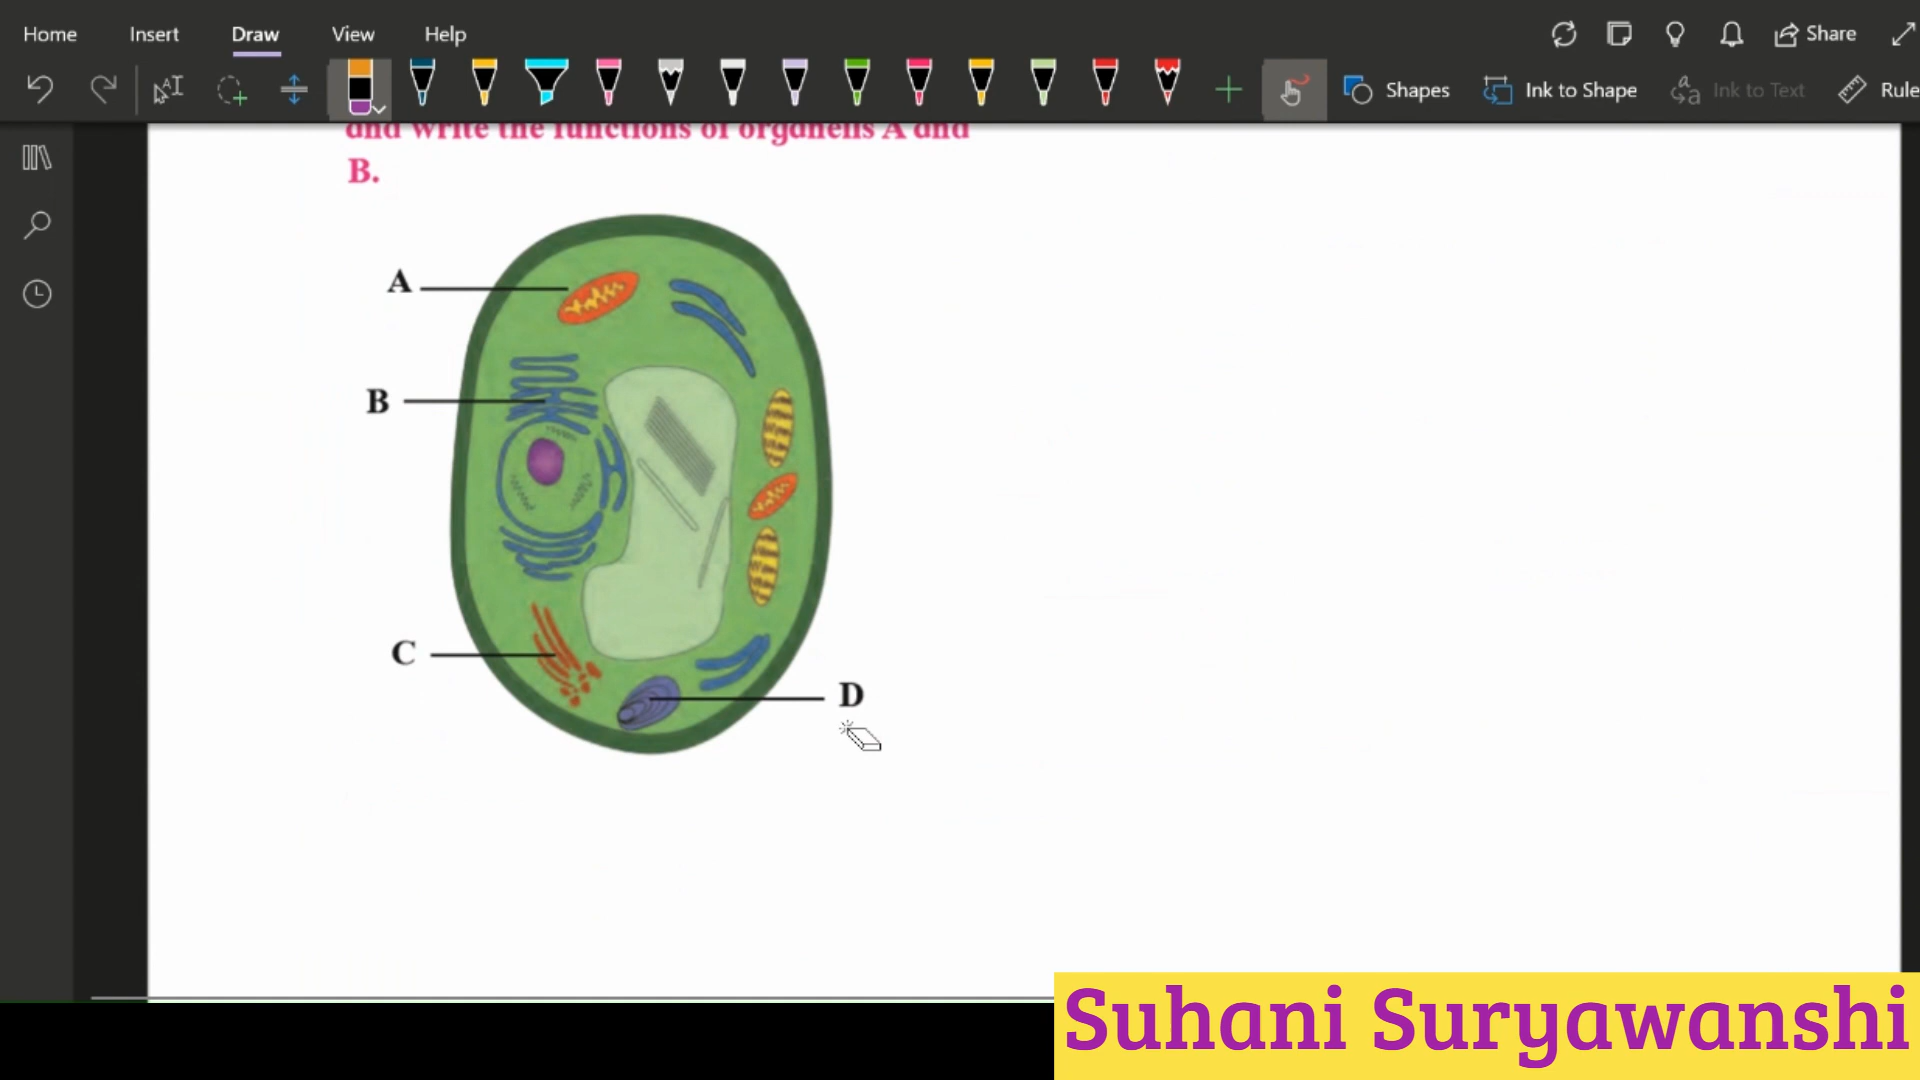 Home Insert Draw View Help Share
Shapes Ink to Shape Ink to Text Rule
and write the functions of organells A and
B.
A
B
C
D
Suhani Suryawanshi